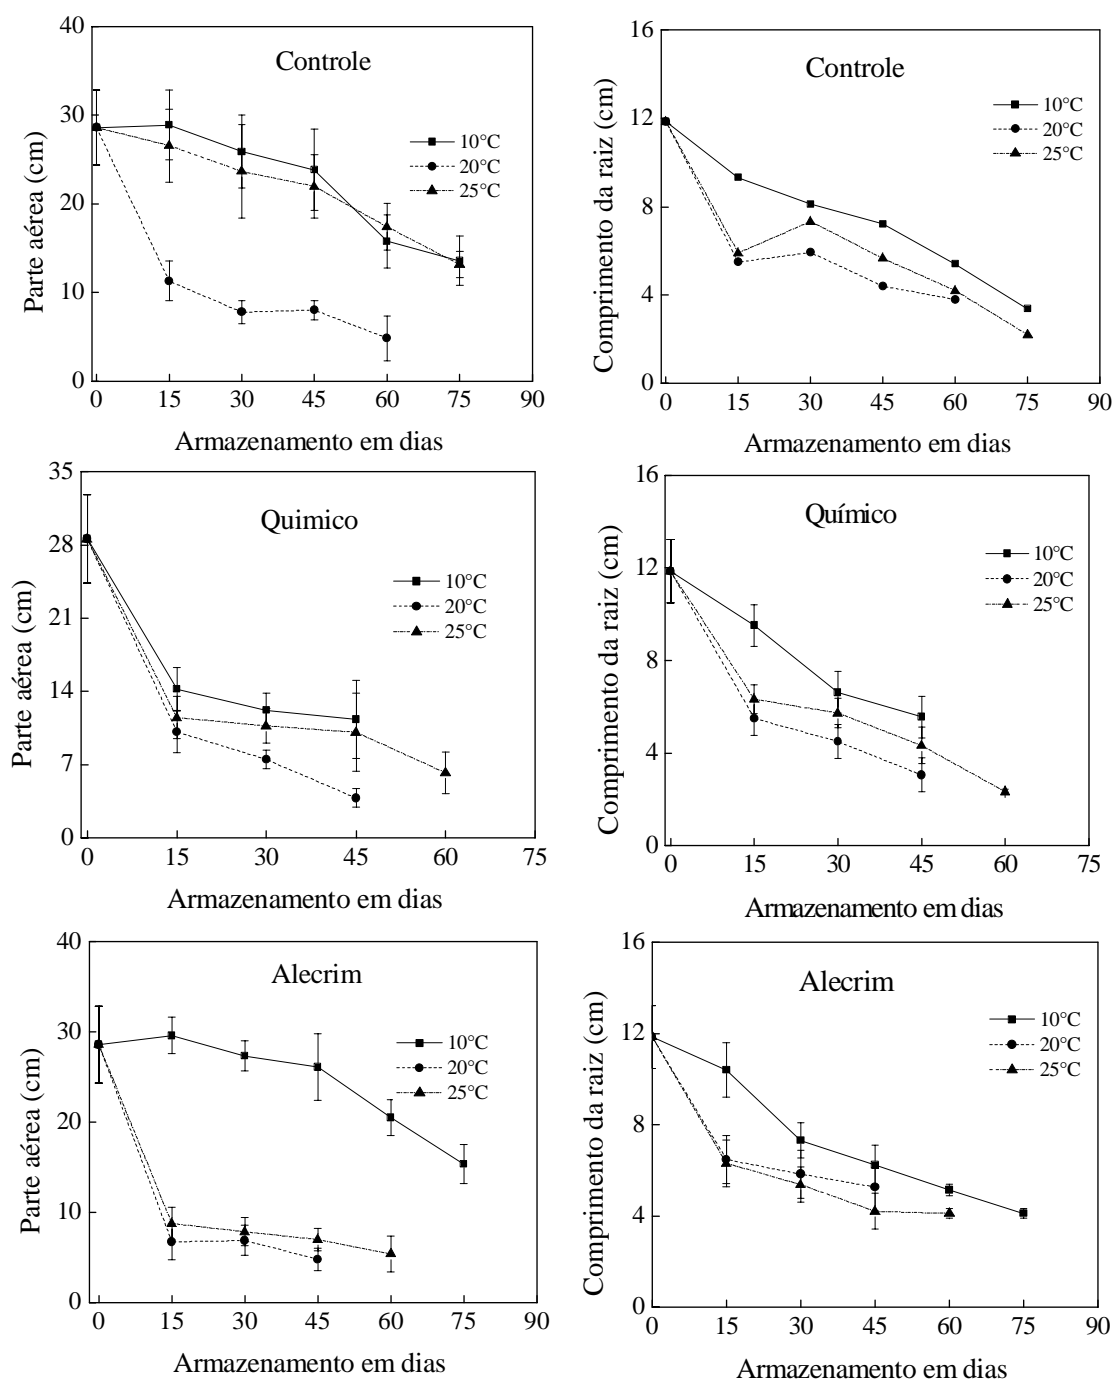 Controle
Parte aérea (cm)
40
30
20
10
0
10°C
20°C
25°C
0 15 30 45 60 75 90
Armazenamento em dias
Controle
Comprimento da raiz (cm)
16
12
8
4
0
10°C
20°C
25°C
0 15 30 45 60 75 90
Armazenamento em dias
Quimico
Parte aérea (cm)
35
28
21
14
7
0
10°C
20°C
25°C
0 15 30 45 60 75
Armazenamento em dias
Químico
Comprimento da raiz (cm)
16
12
8
4
0
10°C
20°C
25°C
0 15 30 45 60 75
Armazenamento em dias
Alecrim
Parte aérea (cm)
40
30
20
10
0
10°C
20°C
25°C
0 15 30 45 60 75 90
Armazenamento em dias
Alecrim
Comprimento da raiz (cm)
16
12
8
4
0
10°C
20°C
25°C
0 15 30 45 60 75 90
Armazenamento em dias